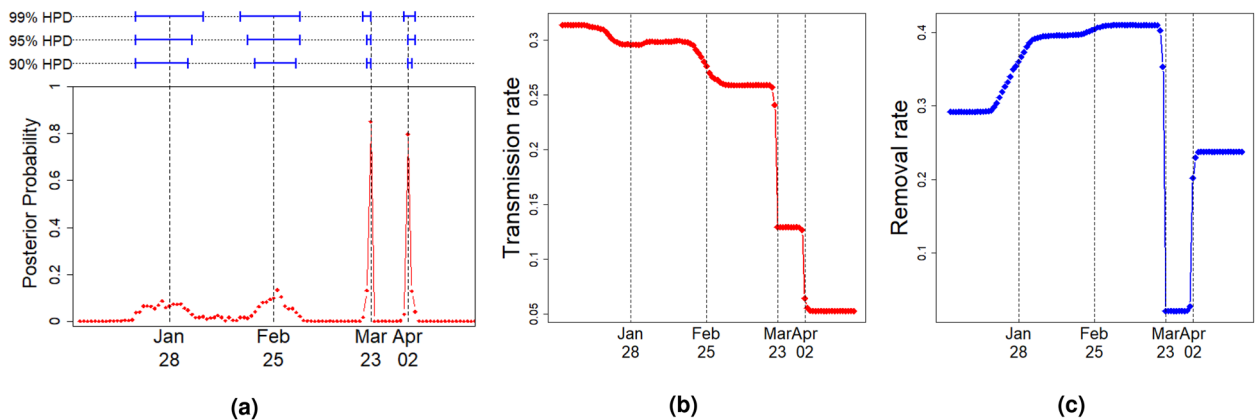 99% HPD
95% HPD
90% HPD
Posterior Probability
1
0.8
0.6
0.4
0.2
0
Jan 28
Feb 25
Mar 23
Apr 02
(a)
Transmission rate
0.3
0.25
0.2
0.15
0.1
0.05
Jan 28
Feb 25
Mar 23
Apr 02
(b)
Removal rate
0.4
0.3
0.2
0.1
Jan 28
Feb 25
Mar 23
Apr 02
(c)